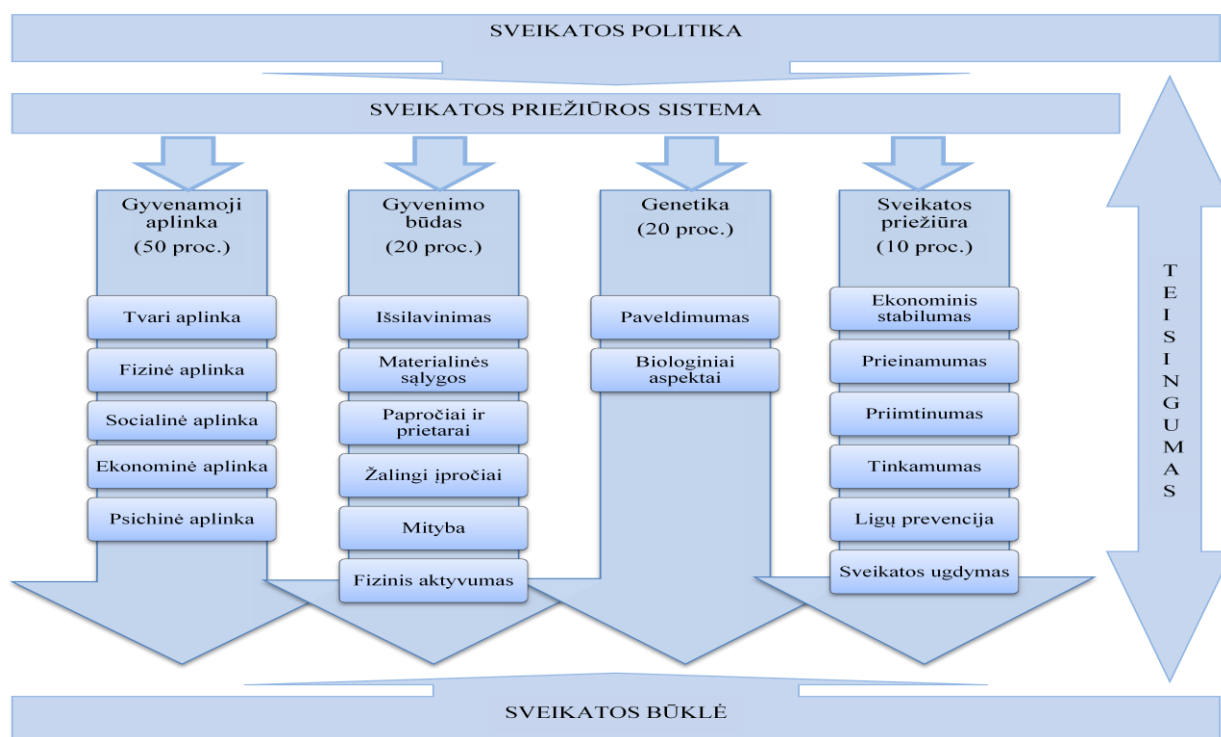 SVEIKATOS POLITIKA
SVEIKATOS PRIEŽIŪROS SISTEMA
Gyvenamoji
aplinka
(50 proc.)
Tvari aplinka
Fizinė aplinka
Socialinė aplinka
Ekonominė aplinka
Psichinė aplinka
Gyvenimo
būdas
(20 proc.)
Išsilavinimas
Materialinės
sąlygos
Papročiai ir
prietarai
Žalingi įpročiai
Mityba
Fizinis aktyvumas
Genetika
(20 proc.)
Paveldimumas
Biologiniai
aspektai
Sveikatos
priežiūra
(10 proc.)
Ekonominis
stabilumas
Prieinamumas
Priimtinumas
Tinkamumas
Ligų prevencija
Sveikatos ugdymas
TEISINGUMAS
SVEIKATOS BŪKLĖ